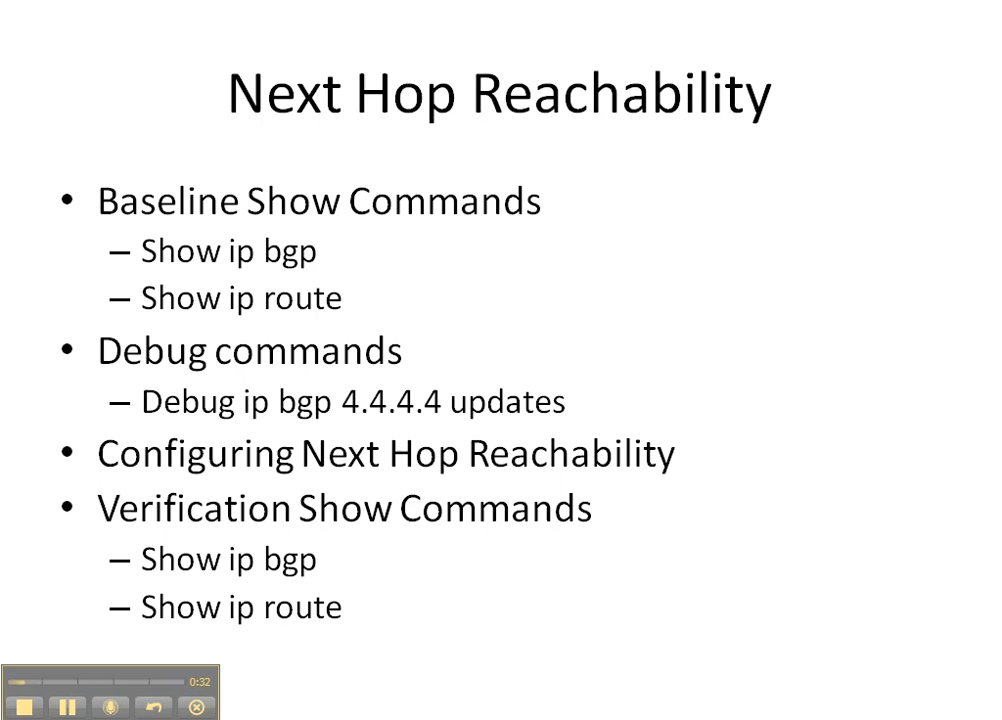 Next Hop Reachability
• Baseline Show Commands
– Show ip bgp
– Show ip route
• Debug commands
– Debug ip bgp 4.4.4.4 updates
• Configuring Next Hop Reachability
• Verification Show Commands
– Show ip bgp
– Show ip route
0:32